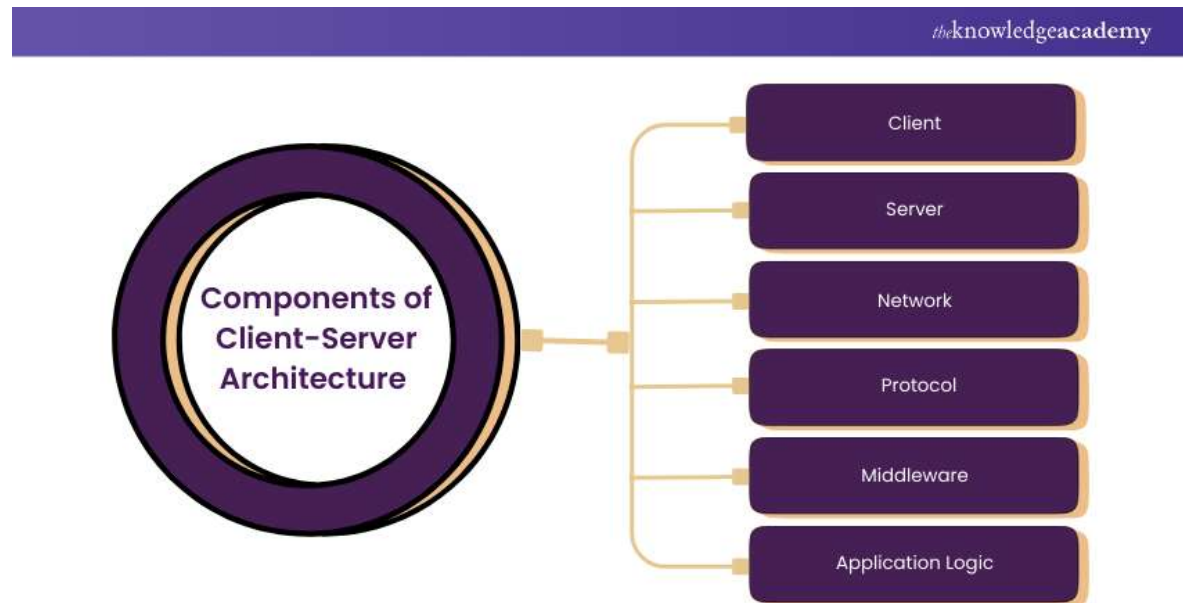 theknowledgeacademy
Components of
Client-Server
Architecture
Client
Server
Network
Protocol
Middleware
Application Logic